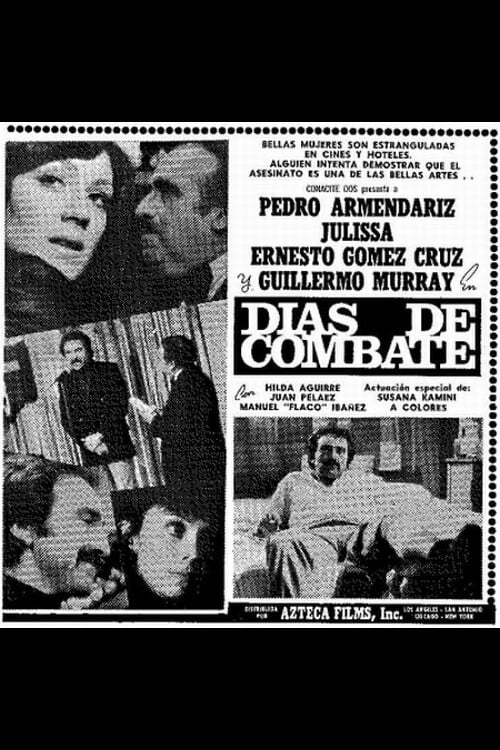 BELLAS MUJERES SON ESTRANGULADAS
EN CINES Y HOTELES.
ALGUIEN INTENTA DEMOSTRAR QUE EL
ASESINATO ES UNA DE LAS BELLAS ARTES . .
CONACITE DOS presenta a
PEDRO ARMENDARIZ
JULISSA
ERNESTO GOMEZ CRUZ
Y GUILLERMO MURRAY en
DIAS DE
COMBATE
con HILDA AGUIRRE
JUAN PELAEZ
MANUEL "FLACO" IBAÑEZ
Actuación especial de:
SUSANA KAMINI
A COLORES
DISTRIBUIDA
POR
AZTECA FILMS, Inc.
LOS ANGELES - SAN ANTONIO
CHICAGO - NEW YORK